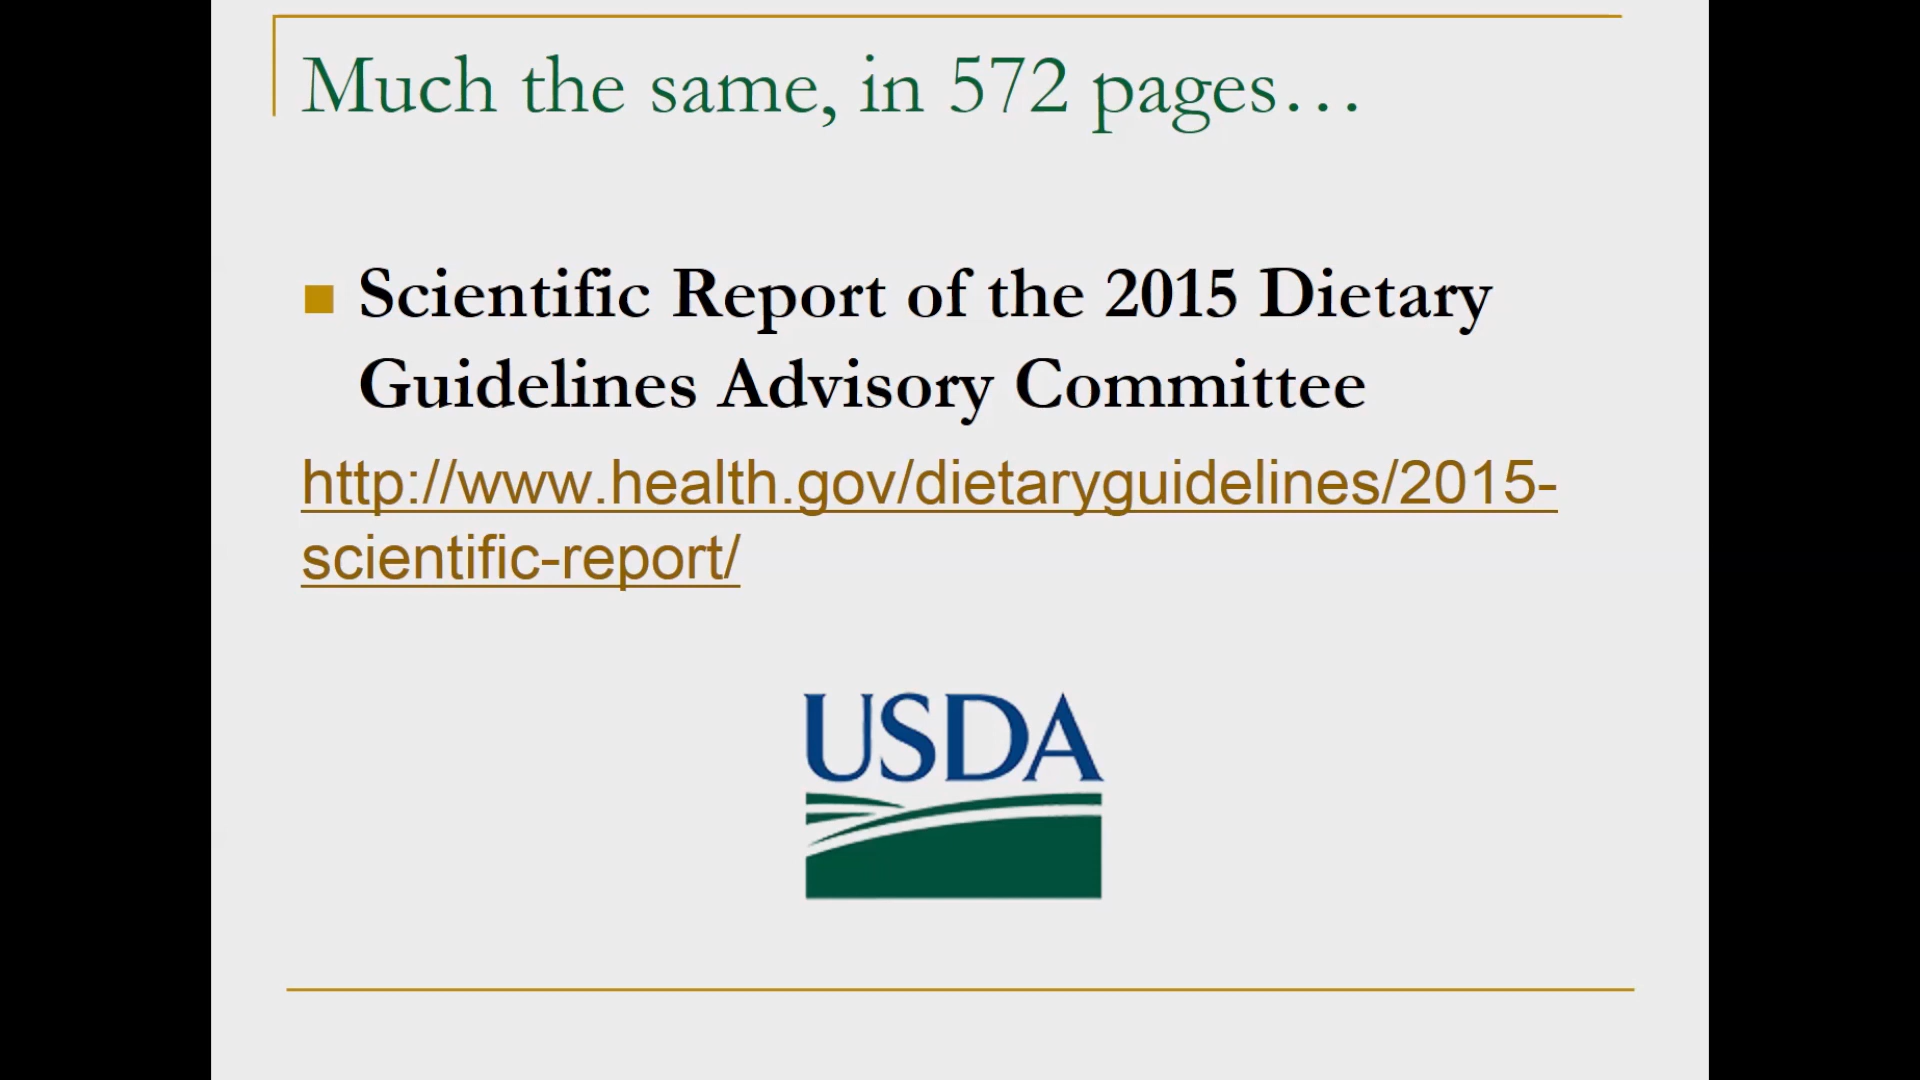 Much the same, in 572 pages…
Scientific Report of the 2015 Dietary
Guidelines Advisory Committee
http://www.health.gov/dietaryguidelines/2015-
scientific-report/
USDA